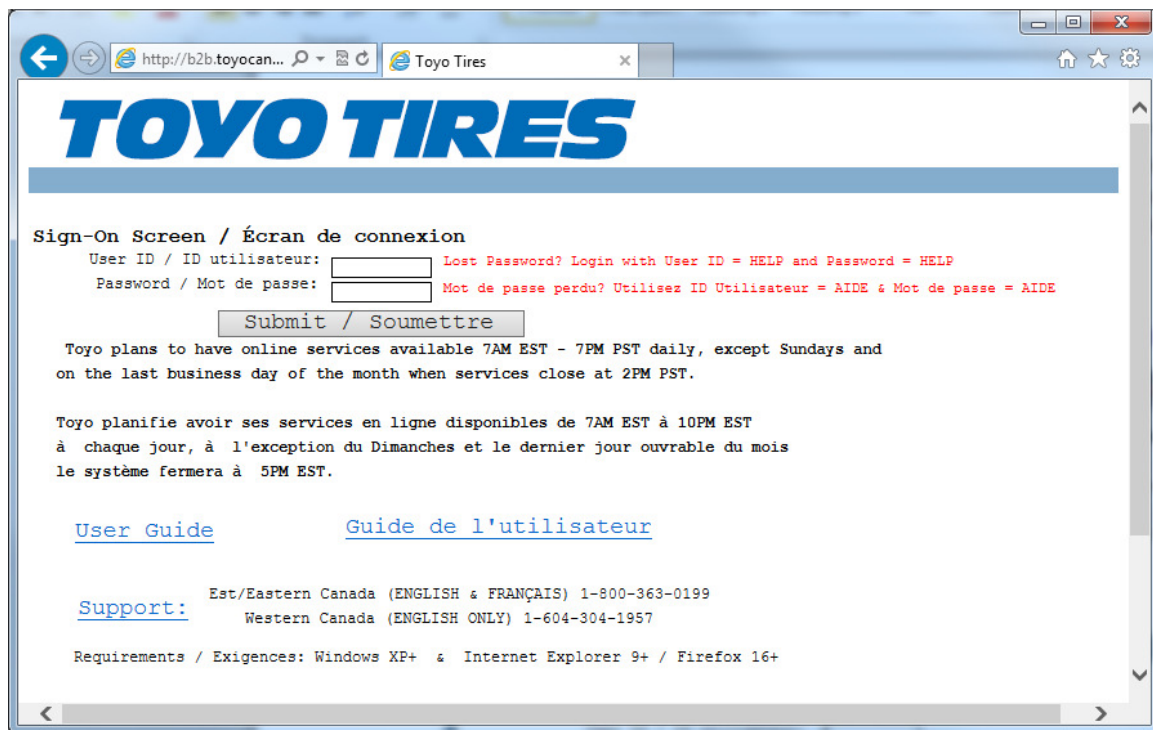 http://b2b.toyocan...
Toyo Tires
TOYO TIRES
Sign-On Screen / Écran de connexion
User ID / ID utilisateur:
Lost Password? Login with User ID = HELP and Password = HELP
Password / Mot de passe:
Mot de passe perdu? Utilisez ID Utilisateur = AIDE & Mot de passe = AIDE
Submit / Soumettre
Toyo plans to have online services available 7AM EST - 7PM PST daily, except Sundays and
on the last business day of the month when services close at 2PM PST.
Toyo planifie avoir ses services en ligne disponibles de 7AM EST à 10PM EST
à chaque jour, à l'exception du Dimanches et le dernier jour ouvrable du mois
le système fermera à 5PM EST.
User Guide
Guide de l'utilisateur
Support:
Est/Eastern Canada (ENGLISH & FRANÇAIS) 1-800-363-0199
Western Canada (ENGLISH ONLY) 1-604-304-1957
Requirements / Exigences: Windows XP+ & Internet Explorer 9+ / Firefox 16+